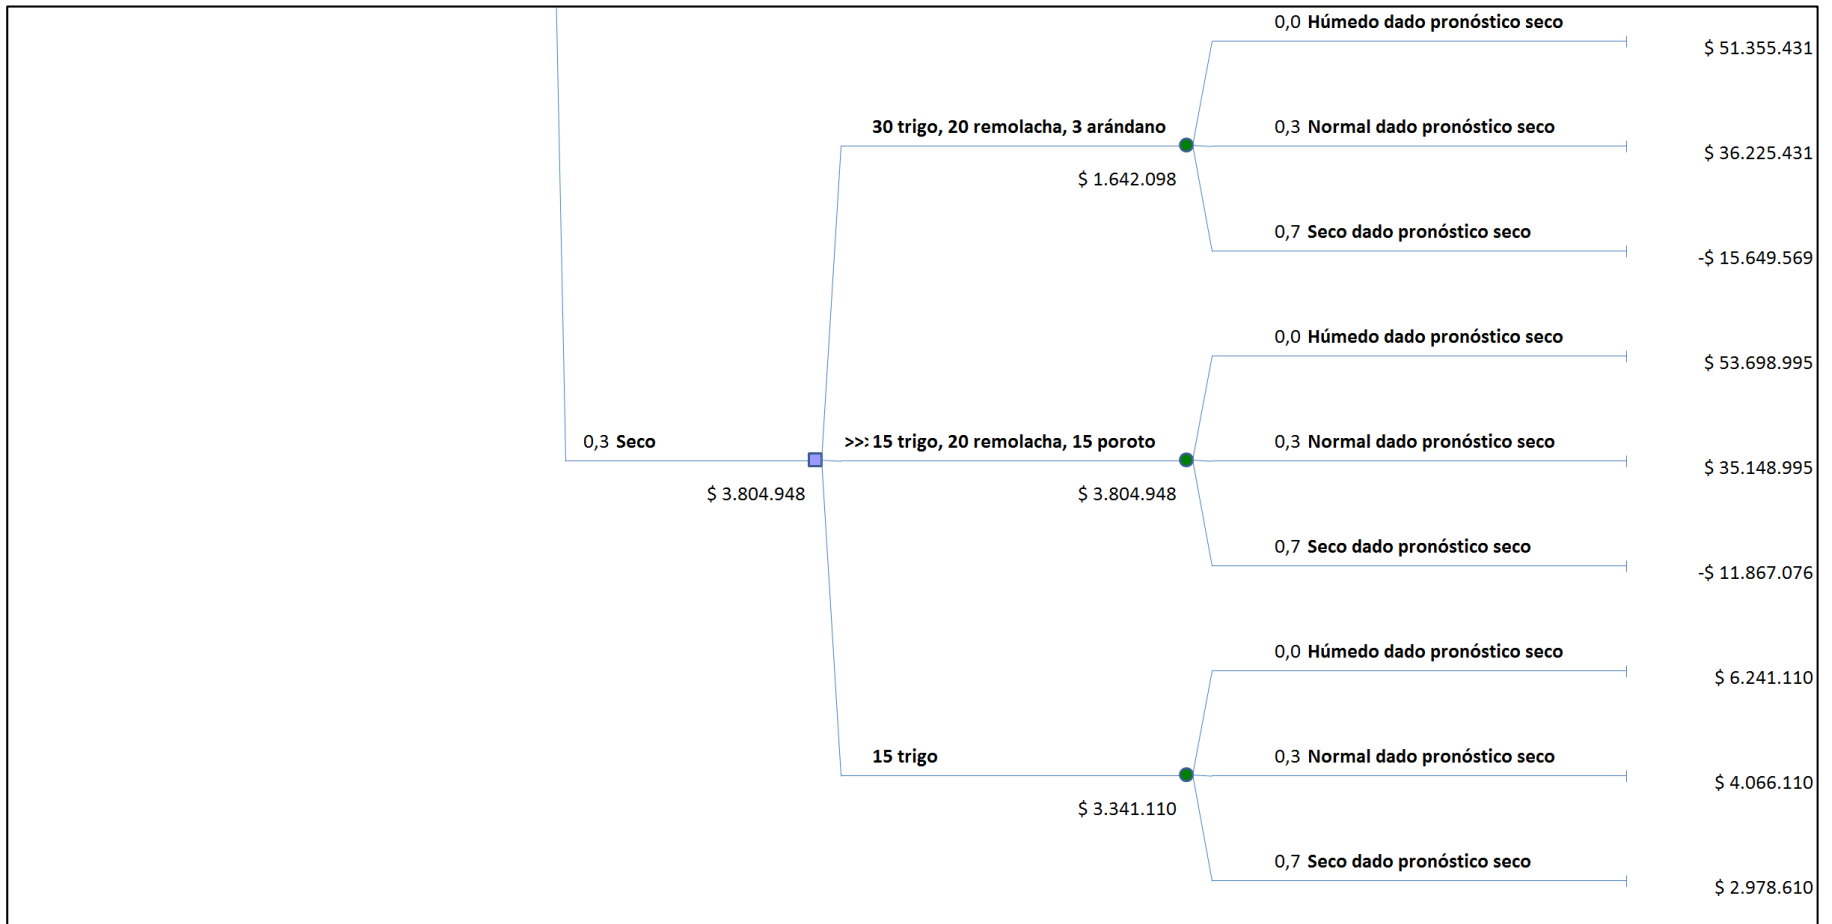 0,0 Húmedo dado pronóstico seco
$ 51.355.431
30 trigo, 20 remolacha, 3 arándano
0,3 Normal dado pronóstico seco
$ 36.225.431
$ 1.642.098
0,7 Seco dado pronóstico seco
-$ 15.649.569
0,0 Húmedo dado pronóstico seco
$ 53.698.995
0,3 Seco
>>: 15 trigo, 20 remolacha, 15 poroto
0,3 Normal dado pronóstico seco
$ 35.148.995
$ 3.804.948
$ 3.804.948
0,7 Seco dado pronóstico seco
-$ 11.867.076
0,0 Húmedo dado pronóstico seco
$ 6.241.110
15 trigo
0,3 Normal dado pronóstico seco
$ 4.066.110
$ 3.341.110
0,7 Seco dado pronóstico seco
$ 2.978.610